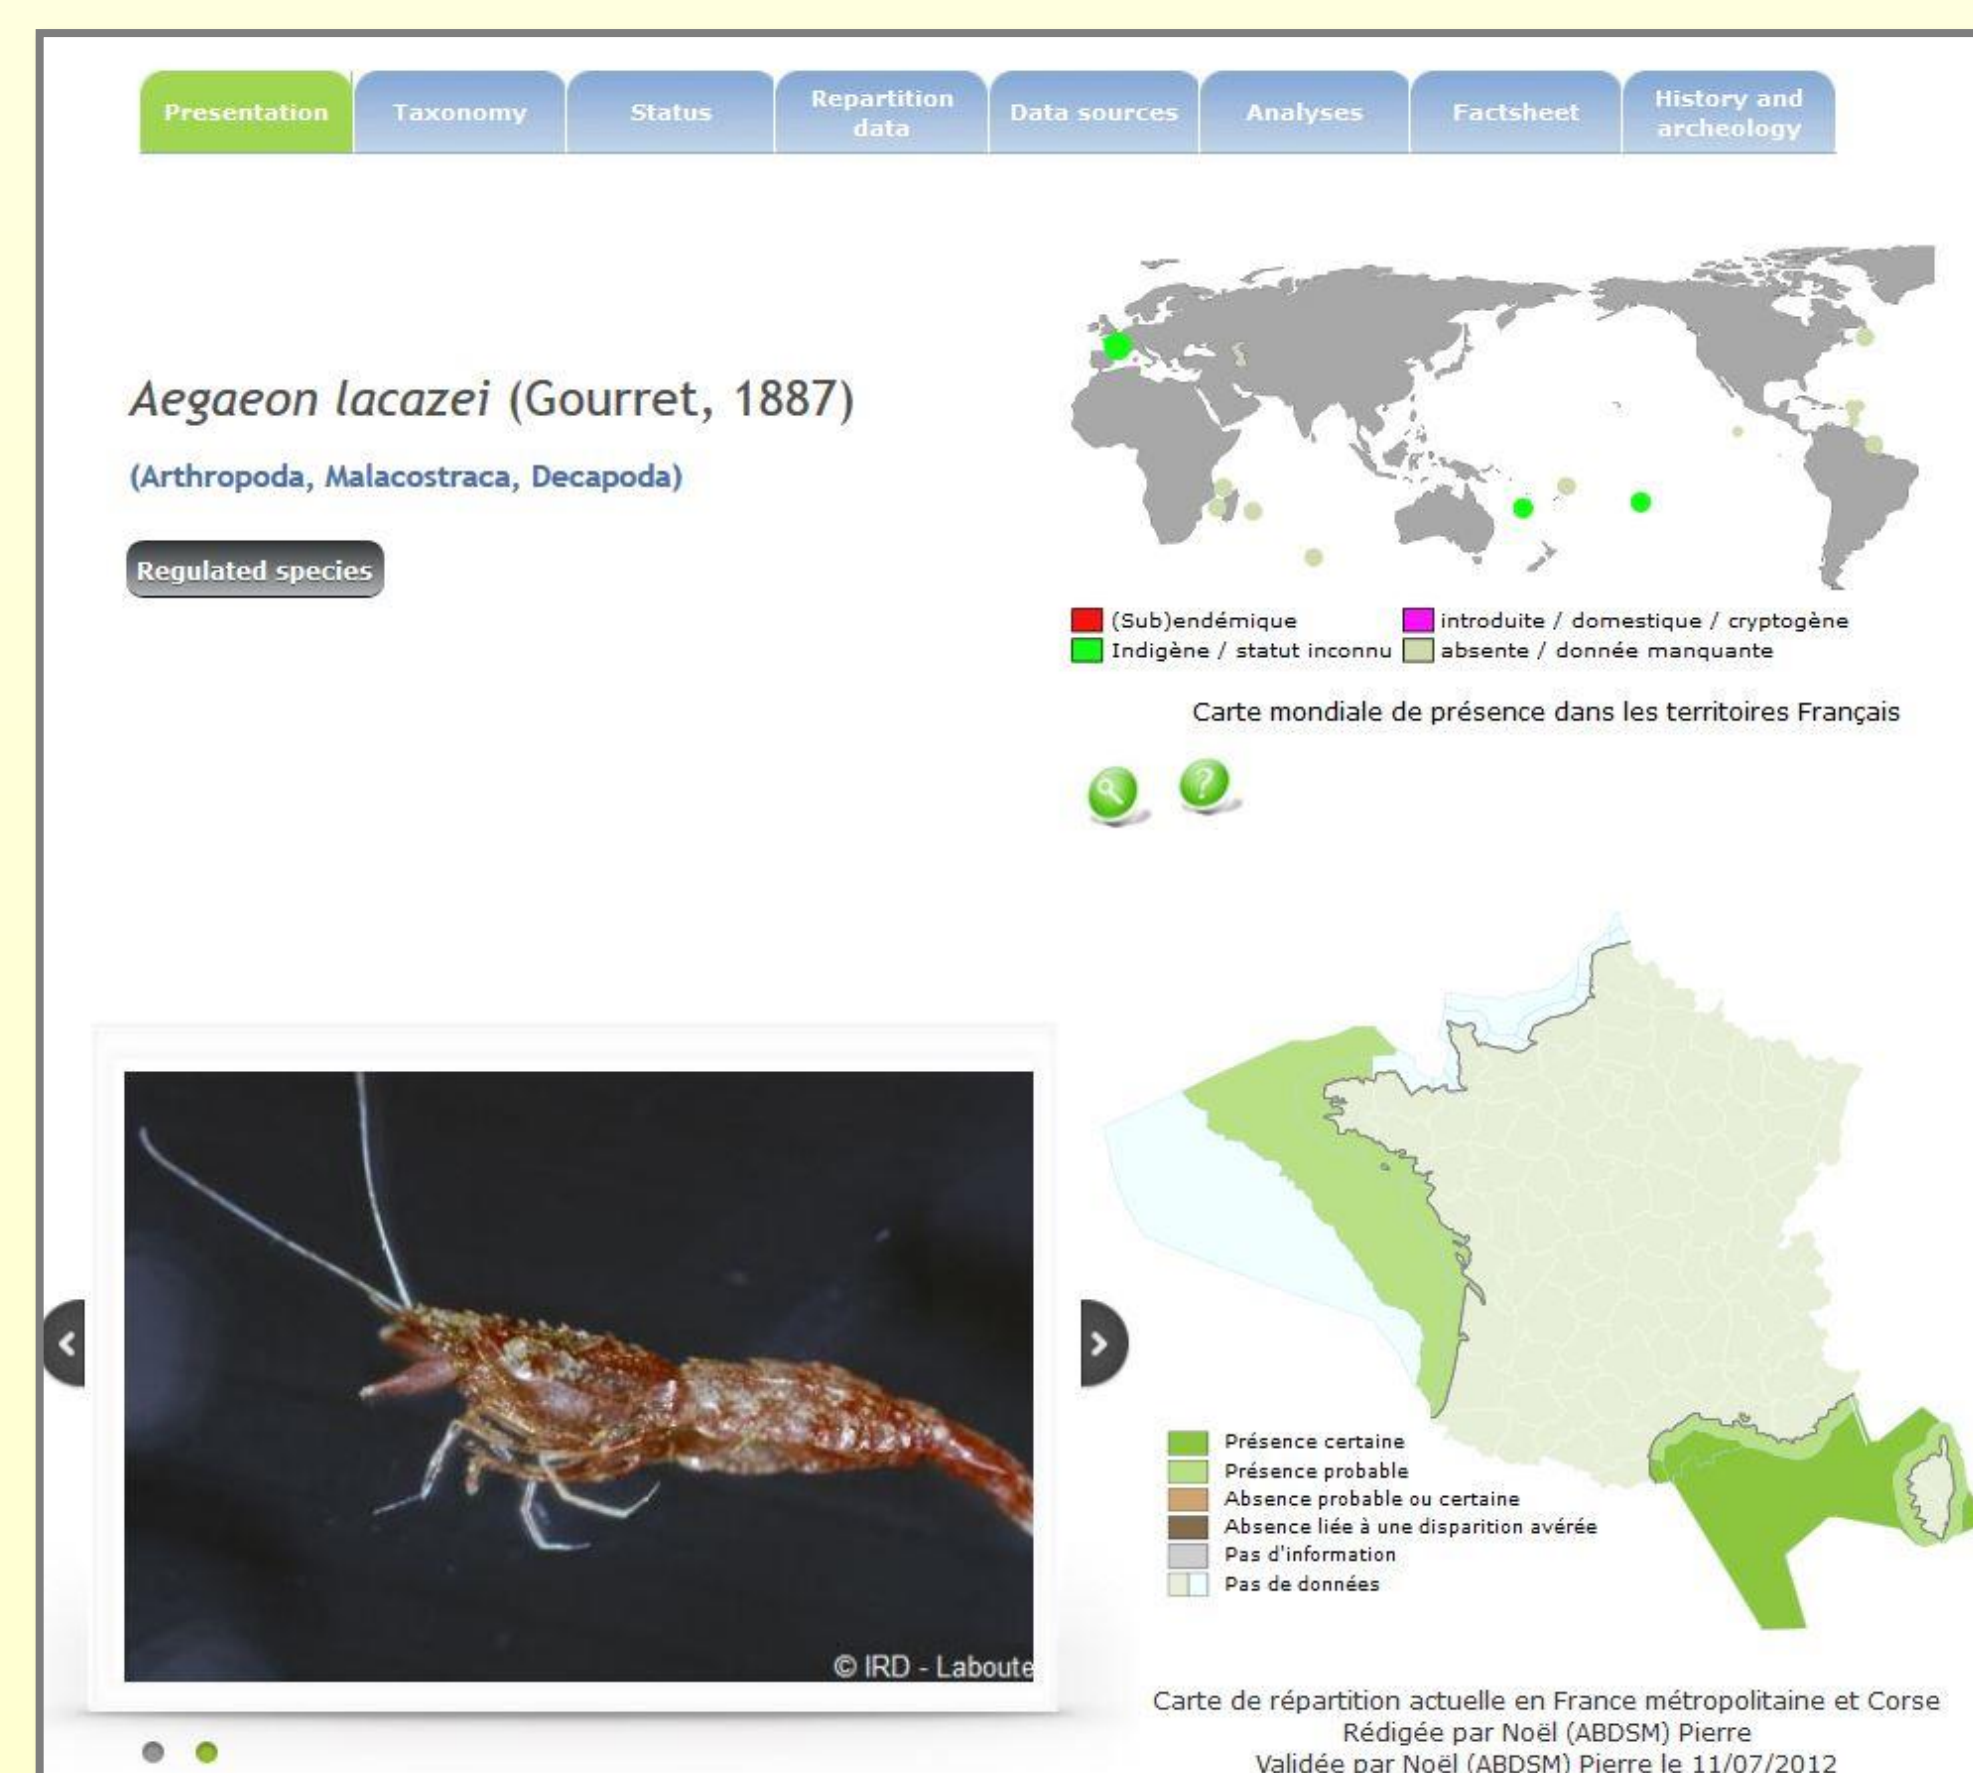 Presentation
Taxonomy
Status
Repartition
data
Data sources
Analyses
Factsheet
History and
archeology
Aegaeon lacazei (Gourret, 1887)
(Arthropoda, Malacostraca, Decapoda)
Regulated species
(Sub)endémique
introduite / domestique / cryptogène
Indigène / statut inconnu
absente / donnée manquante
Carte mondiale de présence dans les territoires Français
?
© IRD - Laboute
Présence certaine
Présence probable
Absence probable ou certaine
Absence liée à une disparition avérée
Pas d'information
Pas de données
Carte de répartition actuelle en France métropolitaine et Corse
Rédigée par Noël (ABDSM) Pierre
Validée par Noël (ABDSM) Pierre le 11/07/2012